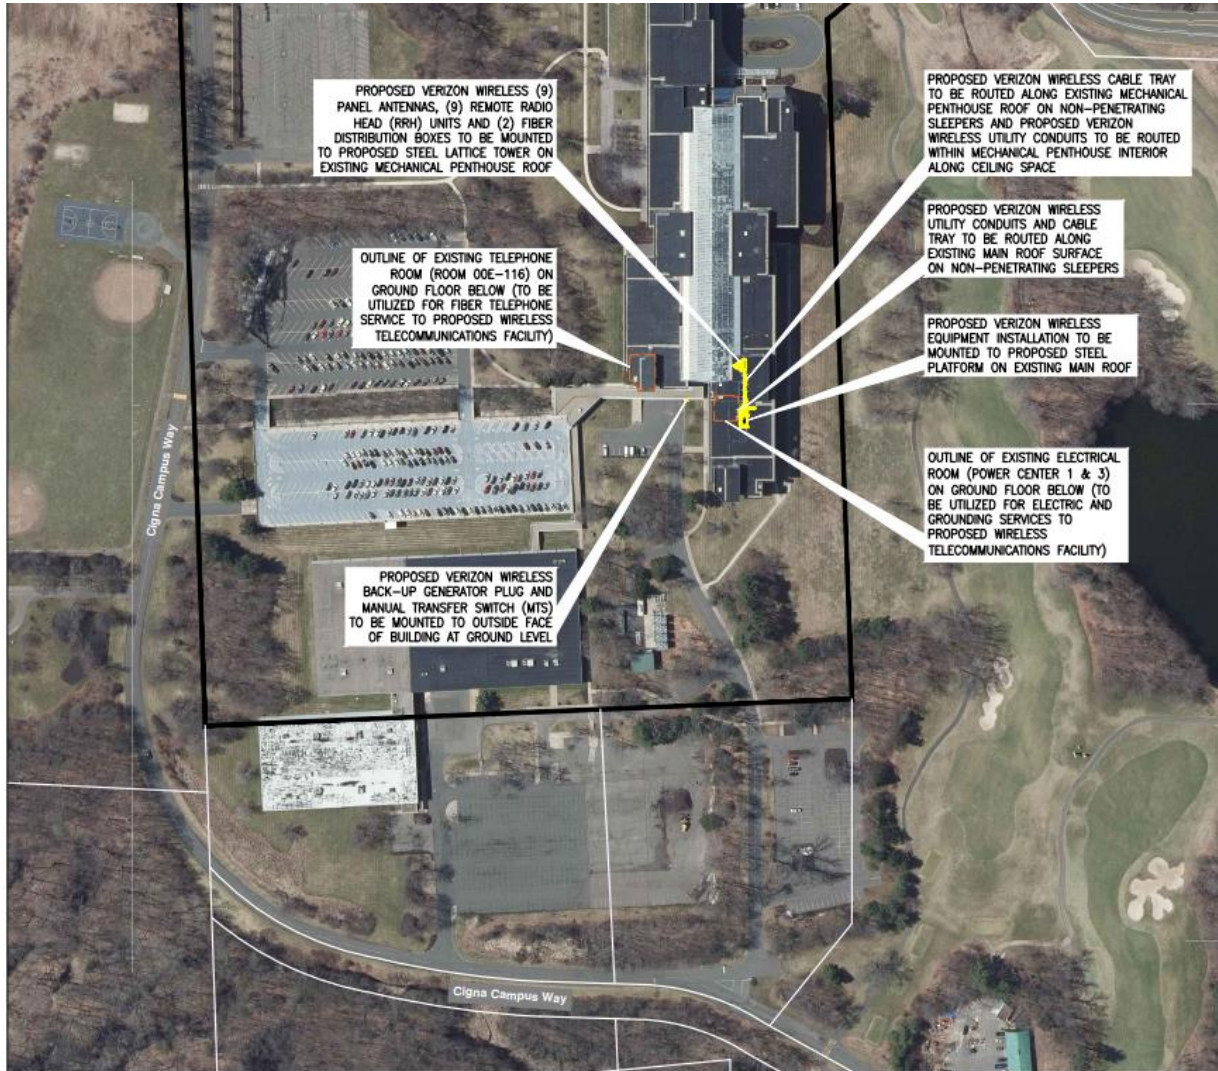 PROPOSED VERIZON WIRELESS (9)
PANEL ANTENNAS, (9) REMOTE RADIO
HEAD (RRH) UNITS AND (2) FIBER
DISTRIBUTION BOXES TO BE MOUNTED
TO PROPOSED STEEL LATTICE TOWER ON
EXISTING MECHANICAL PENTHOUSE ROOF
PROPOSED VERIZON WIRELESS CABLE TRAY
TO BE ROUTED ALONG EXISTING MECHANICAL
PENTHOUSE ROOF ON NON-PENETRATING
SLEEPERS AND PROPOSED VERIZON
WIRELESS UTILITY CONDUITS TO BE ROUTED
WITHIN MECHANICAL PENTHOUSE INTERIOR
ALONG CEILING SPACE
PROPOSED VERIZON WIRELESS
UTILITY CONDUITS AND CABLE
TRAY TO BE ROUTED ALONG
EXISTING MAIN ROOF SURFACE
ON NON-PENETRATING SLEEPERS
OUTLINE OF EXISTING TELEPHONE
ROOM (ROOM 00E-116) ON
GROUND FLOOR BELOW (TO BE
UTILIZED FOR FIBER TELEPHONE
SERVICE TO PROPOSED WIRELESS
TELECOMMUNICATIONS FACILITY)
PROPOSED VERIZON WIRELESS
EQUIPMENT INSTALLATION TO BE
MOUNTED TO PROPOSED STEEL
PLATFORM ON EXISTING MAIN ROOF
Cigna Campus Way
OUTLINE OF EXISTING ELECTRICAL
ROOM (POWER CENTER 1 & 3)
ON GROUND FLOOR BELOW (TO
BE UTILIZED FOR ELECTRIC AND
GROUNDING SERVICES TO
PROPOSED WIRELESS
TELECOMMUNICATIONS FACILITY)
PROPOSED VERIZON WIRELESS
BACK-UP GENERATOR PLUG AND
MANUAL TRANSFER SWITCH (MTS)
TO BE MOUNTED TO OUTSIDE FACE
OF BUILDING AT GROUND LEVEL
Cigna Campus Way